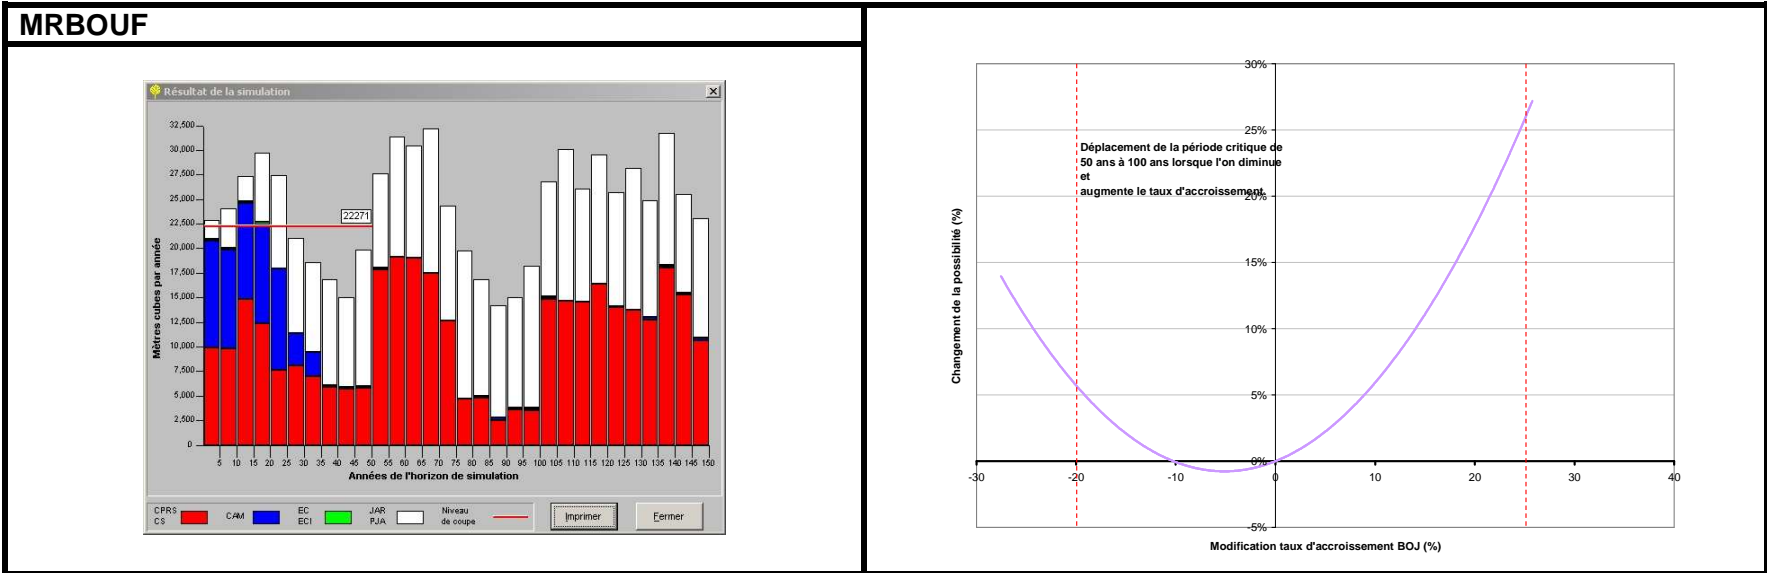 MRBOUF
Résultat de la simulation
32,500
30,000
27,500
25,000
22,500
20,000
17,500
15,000
12,500
10,000
7,500
5,000
2,500
0
Mètres cubes par année
22271
5 10 15 20 25 30 35 40 45 50 55 60 65 70 75 80 85 90 95 100 105 110 115 120 125 130 135 140 145 150
Années de l'horizon de simulation
CPRS
CS
CAM
EC
ECI
JAR
PJA
Niveau
de coupe
Imprimer
Fermer
30%
25%
20%
15%
10%
5%
0%
-5%
Changement de la possibilité (%)
Déplacement de la période critique de
50 ans à 100 ans lorsque l'on diminue
et
augmente le taux d'accroissement.
-30 -20 -10 0 10 20 30 40
Modification taux d'accroissement BOJ (%)